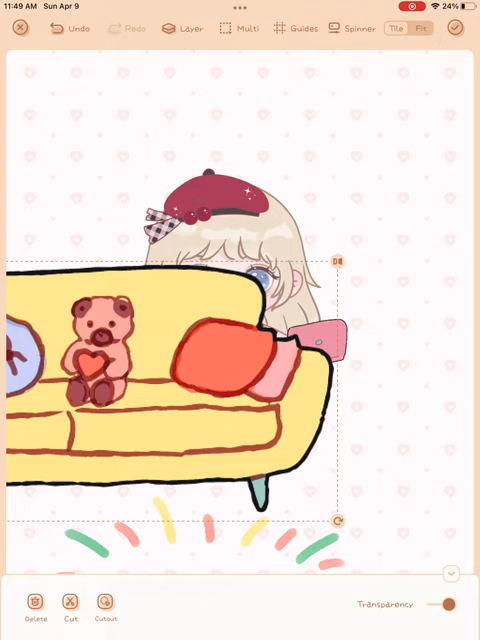 11:49 AM Sun Apr 9
24%
Undo
Redo
Layer
Multi
Guides
Spinner
Tile
Fit
Delete
Cut
Cutout
Transparency